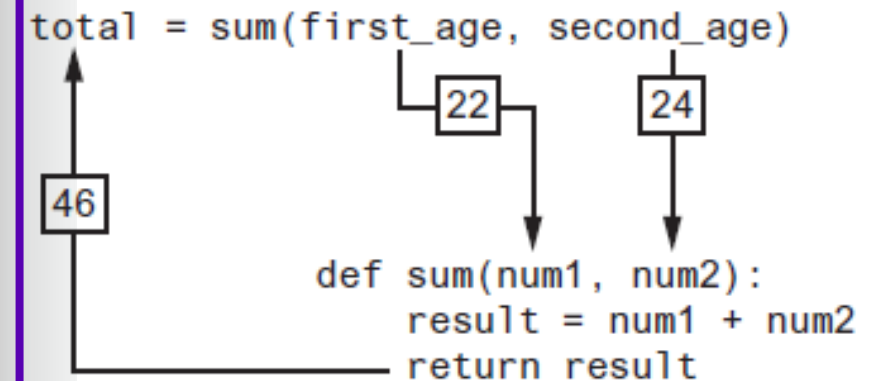 total = sum(first_age, second_age)
22 24
46
def sum(num1, num2):
result = num1 + num2
return result